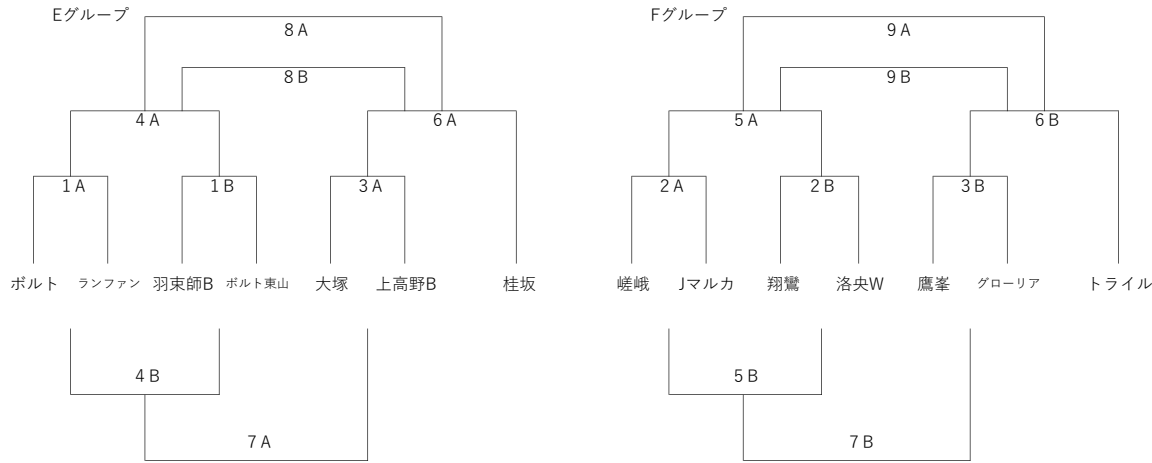 Eグループ
8 A
8 B
4 A
6 A
1 A
1 B
3 A
ボルト
ランファン
羽束師B
ボルト東山
大塚
上高野B
桂坂
4 B
7 A
Fグループ
9 A
9 B
5 A
6 B
2 A
2 B
3 B
嵯峨
Jマルカ
翔鸞
洛央W
鷹峯
グローリア
トライル
5 B
7 B